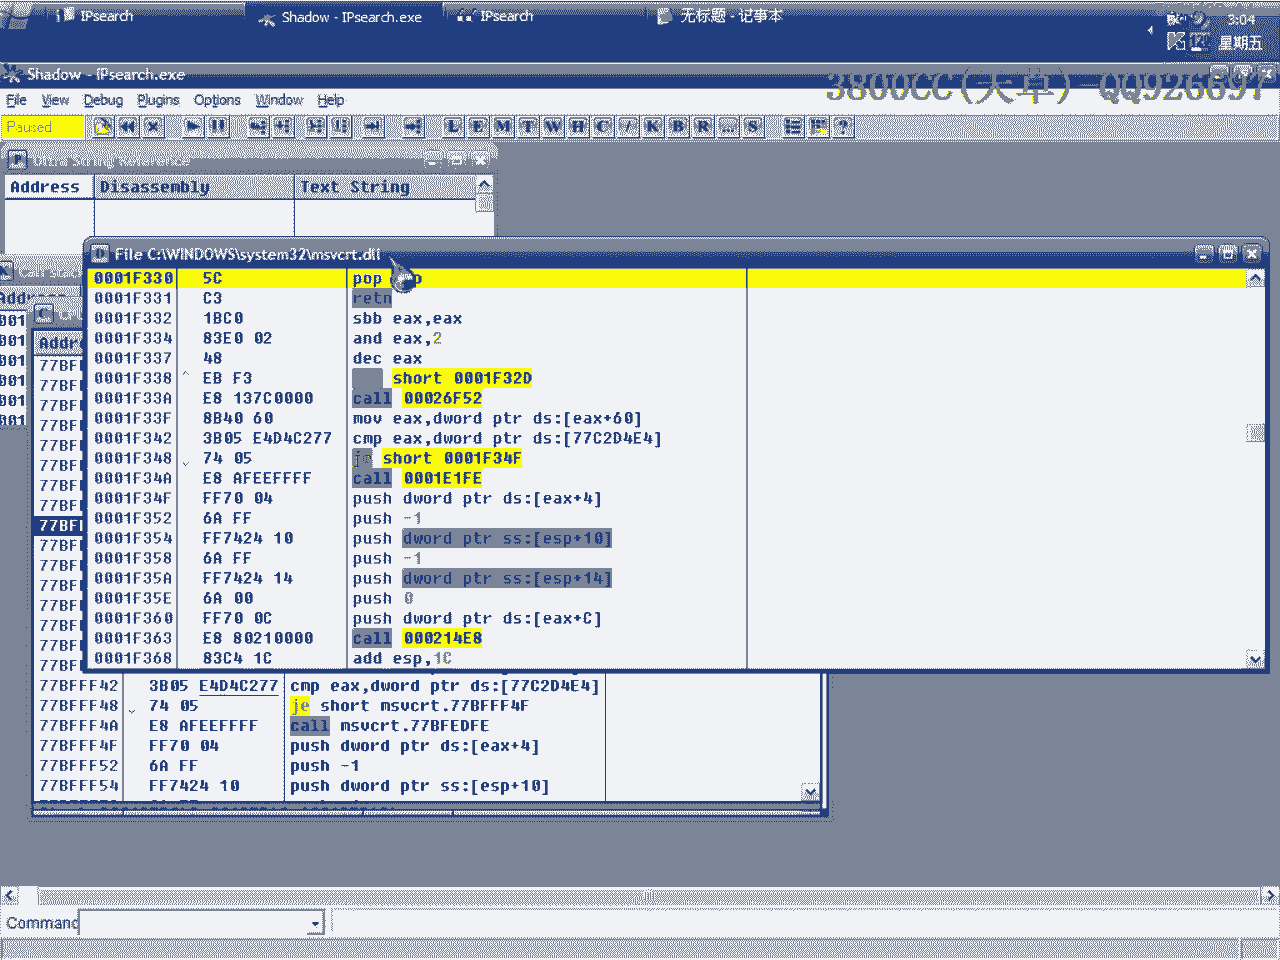 IPsearch
Shadow - IPsearch.exe
IPsearch
无标题 - 记事本
3:04
星期五
Shadow - IPsearch.exe
3800CC(天草)-QQ926697
File View Debug Plugins Options Window Help
Paused
L E M T W H C / K B R ... S
Ultra String Reference
Address Disassembly Text String
File C:\WINDOWS\system32\msvcrt.dll
0001F330 5C pop
0001F331 C3 retn
0001F332 1BC0 sbb eax,eax
0001F334 83E0 02 and eax,2
0001F337 48 dec eax
0001F338 EB F3 short 0001F32D
0001F33A E8 137C0000 call 00026F52
0001F33F 8B40 60 mov eax,dword ptr ds:[eax+60]
0001F342 3B05 E4D4C277 cmp eax,dword ptr ds:[77C2D4E4]
0001F348 74 05 je short 0001F34F
0001F34A E8 AFEEFFFF call 0001E1FE
0001F34F FF70 04 push dword ptr ds:[eax+4]
0001F352 6A FF push -1
0001F354 FF7424 10 push dword ptr ss:[esp+10]
0001F358 6A FF push -1
0001F35A FF7424 14 push dword ptr ss:[esp+14]
0001F35E 6A 00 push 0
0001F360 FF70 0C push dword ptr ds:[eax+C]
0001F363 E8 80210000 call 000214E8
0001F368 83C4 1C add esp,1C
77BFFF42 3B05 E4D4C277 cmp eax,dword ptr ds:[77C2D4E4]
77BFFF48 74 05 je short msvcrt.77BFFF4F
77BFFF4A E8 AFEEFFFF call msvcrt.77BFEDFE
77BFFF4F FF70 04 push dword ptr ds:[eax+4]
77BFFF52 6A FF push -1
77BFFF54 FF7424 10 push dword ptr ss:[esp+10]
Command